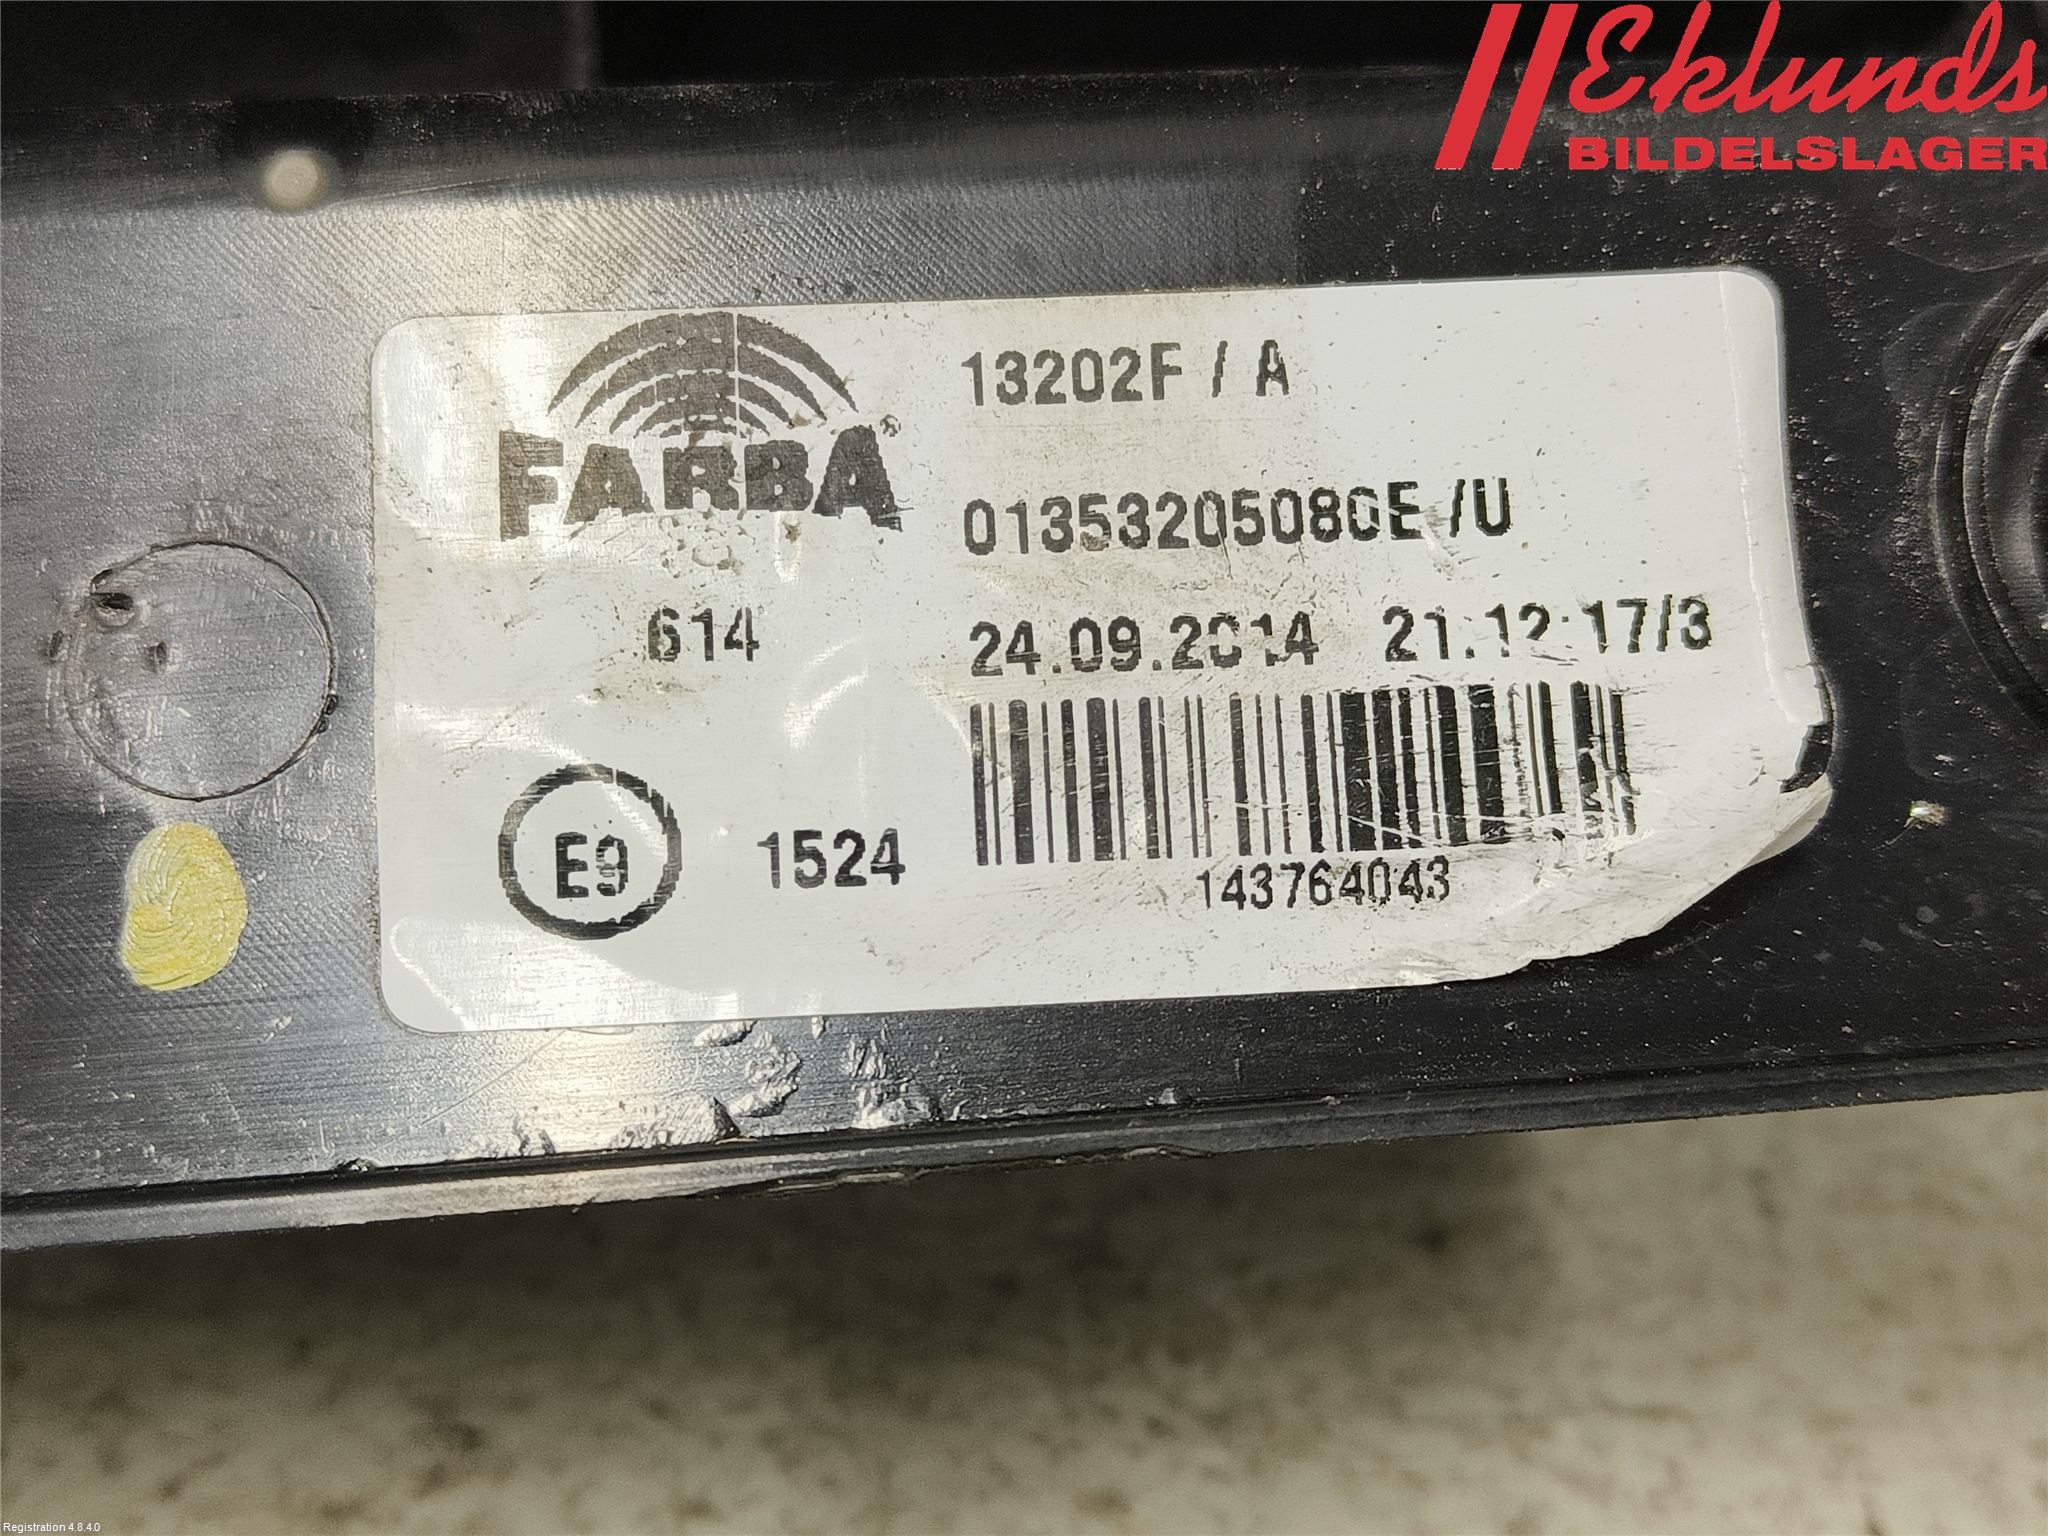 Eklunds
BILDELSLAGER
FARBA®
13202F / A
01353205080E /U
614
24.09.2014 21:12:17/3
E9
1524
143764043
Registration 4.8.4.0